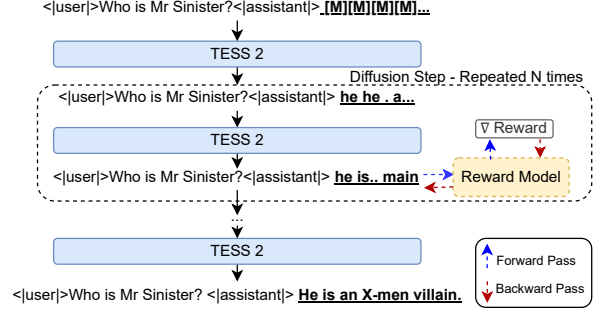 <|user|>Who is Mr Sinister?<|assistant|> [M][M][M][M]...
TESS 2
Diffusion Step - Repeated N times
<|user|>Who is Mr Sinister?<|assistant|> he he . a...
∇ Reward
TESS 2
<|user|>Who is Mr Sinister?<|assistant|> he is.. main
Reward Model
...
TESS 2
Forward Pass
Backward Pass
<|user|>Who is Mr Sinister? <|assistant|> He is an X-men villain.